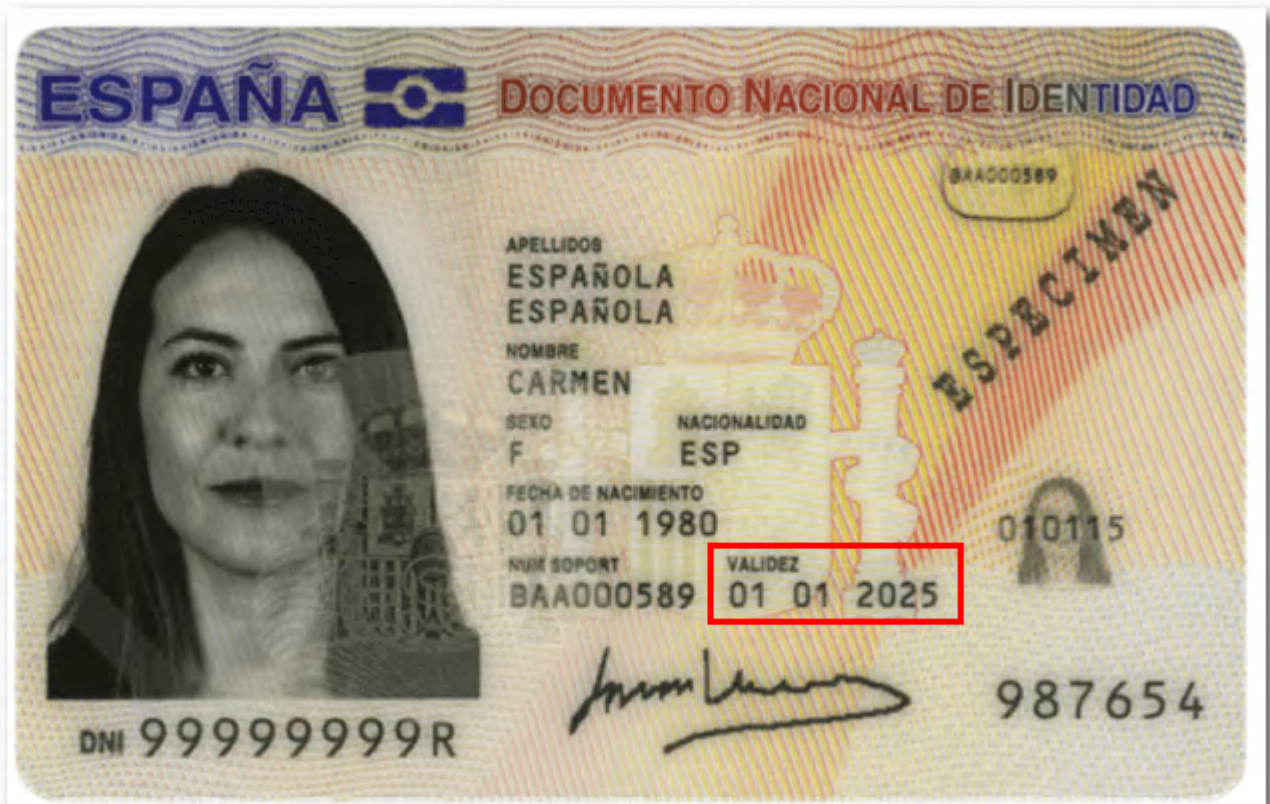 ESPAÑA DOCUMENTO NACIONAL DE IDENTIDAD
BAA000589
ESPECIMEN
APELLIDOS
ESPAÑOLA
ESPAÑOLA
NOMBRE
CARMEN
SEXO NACIONALIDAD
F ESP
FECHA DE NACIMIENTO
01 01 1980
010115
NUM SOPORT VALIDEZ
BAA000589 01 01 2025
987654
DNI 99999999R